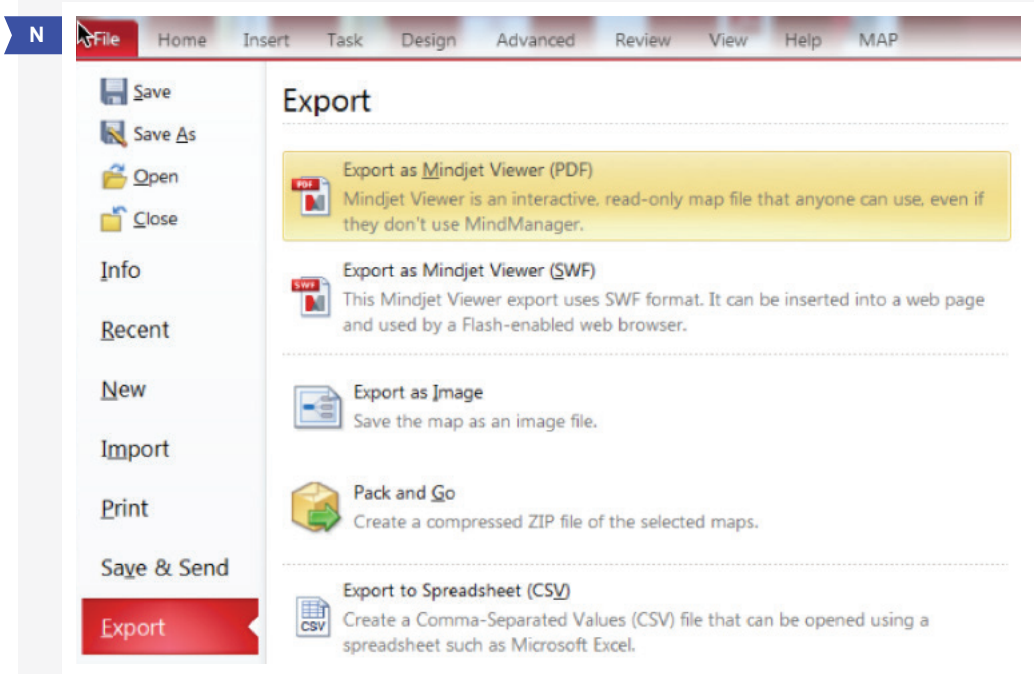 N
File Home Insert Task Design Advanced Review View Help MAP
Save
Save As
Open
Close
Info
Recent
New
Import
Print
Save & Send
Export
Export
Export as Mindjet Viewer (PDF)
PDF
Mindjet Viewer is an interactive, read-only map file that anyone can use, even if
they don't use MindManager.
Export as Mindjet Viewer (SWF)
SWF
This Mindjet Viewer export uses SWF format. It can be inserted into a web page
and used by a Flash-enabled web browser.
Export as Image
Save the map as an image file.
Pack and Go
Create a compressed ZIP file of the selected maps.
Export to Spreadsheet (CSV)
CSV
Create a Comma-Separated Values (CSV) file that can be opened using a
spreadsheet such as Microsoft Excel.